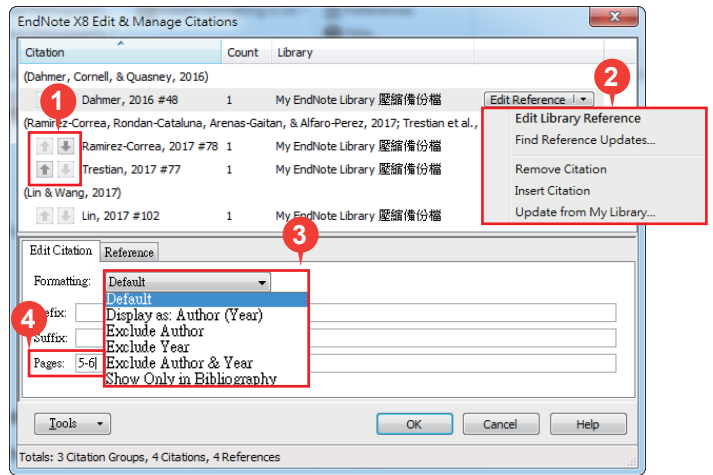 EndNote X8 Edit & Manage Citations
Citation Count Library
(Dahmer, Cornell, & Quasney, 2016)
Dahmer, 2016 #48 1 My EndNote Library 壓縮備份檔 Edit Reference
(Ramirez-Correa, Rondan-Cataluna, Arenas-Gaitan, & Alfaro-Perez, 2017; Trestian et al.,
Ramirez-Correa, 2017 #78 1 My EndNote Library 壓縮備份檔
Trestian, 2017 #77 1 My EndNote Library 壓縮備份檔
(Lin & Wang, 2017)
Lin, 2017 #102 1 My EndNote Library 壓縮備份檔
1
2
Edit Library Reference
Find Reference Updates...
Remove Citation
Insert Citation
Update from My Library...
3
Edit Citation Reference
Formatting: Default
Default
Display as: Author (Year)
Exclude Author
Exclude Year
Exclude Author & Year
Show Only in Bibliography
4
Suffix:
Pages: 5-6
Tools OK Cancel Help
Totals: 3 Citation Groups, 4 Citations, 4 References